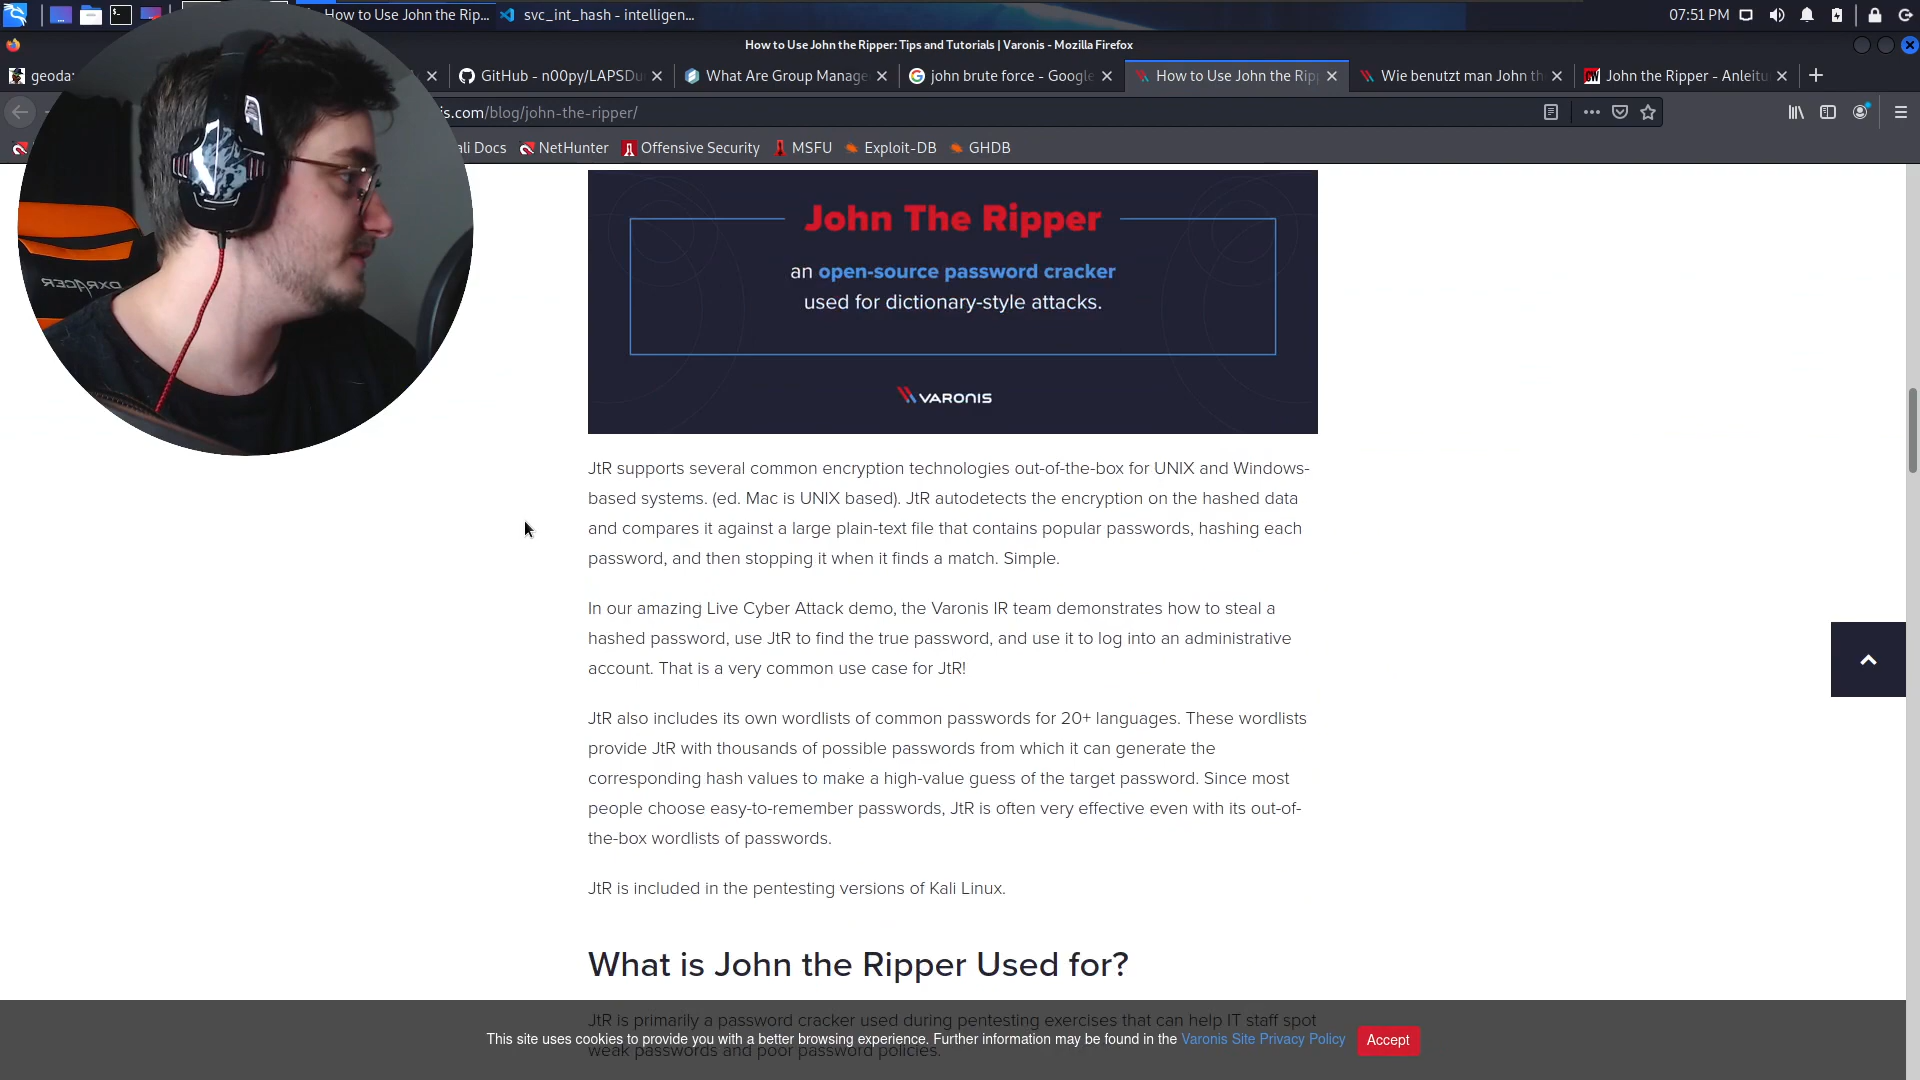 How to Use John the Rip...
svc_int_hash - intelligen...
07:51 PM
How to Use John the Ripper: Tips and Tutorials | Varonis - Mozilla Firefox
GitHub - n00py/LAPSDu
What Are Group Manage
john brute force - Google
How to Use John the Ripp
Wie benutzt man John th
John the Ripper - Anleitu
is.com/blog/john-the-ripper/
ali Docs
NetHunter
Offensive Security
MSFU
Exploit-DB
GHDB
DXRACER
John The Ripper
an open-source password cracker
used for dictionary-style attacks.
VARONIS
JtR supports several common encryption technologies out-of-the-box for UNIX and Windows-
based systems. (ed. Mac is UNIX based). JtR autodetects the encryption on the hashed data
and compares it against a large plain-text file that contains popular passwords, hashing each
password, and then stopping it when it finds a match. Simple.
In our amazing Live Cyber Attack demo, the Varonis IR team demonstrates how to steal a
hashed password, use JtR to find the true password, and use it to log into an administrative
account. That is a very common use case for JtR!
JtR also includes its own wordlists of common passwords for 20+ languages. These wordlists
provide JtR with thousands of possible passwords from which it can generate the
corresponding hash values to make a high-value guess of the target password. Since most
people choose easy-to-remember passwords, JtR is often very effective even with its out-of-
the-box wordlists of passwords.
JtR is included in the pentesting versions of Kali Linux.
What is John the Ripper Used for?
JtR is primarily a password cracker used during pentesting exercises that can help IT staff spot
weak passwords and poor password policies.
This site uses cookies to provide you with a better browsing experience. Further information may be found in the Varonis Site Privacy Policy
Accept